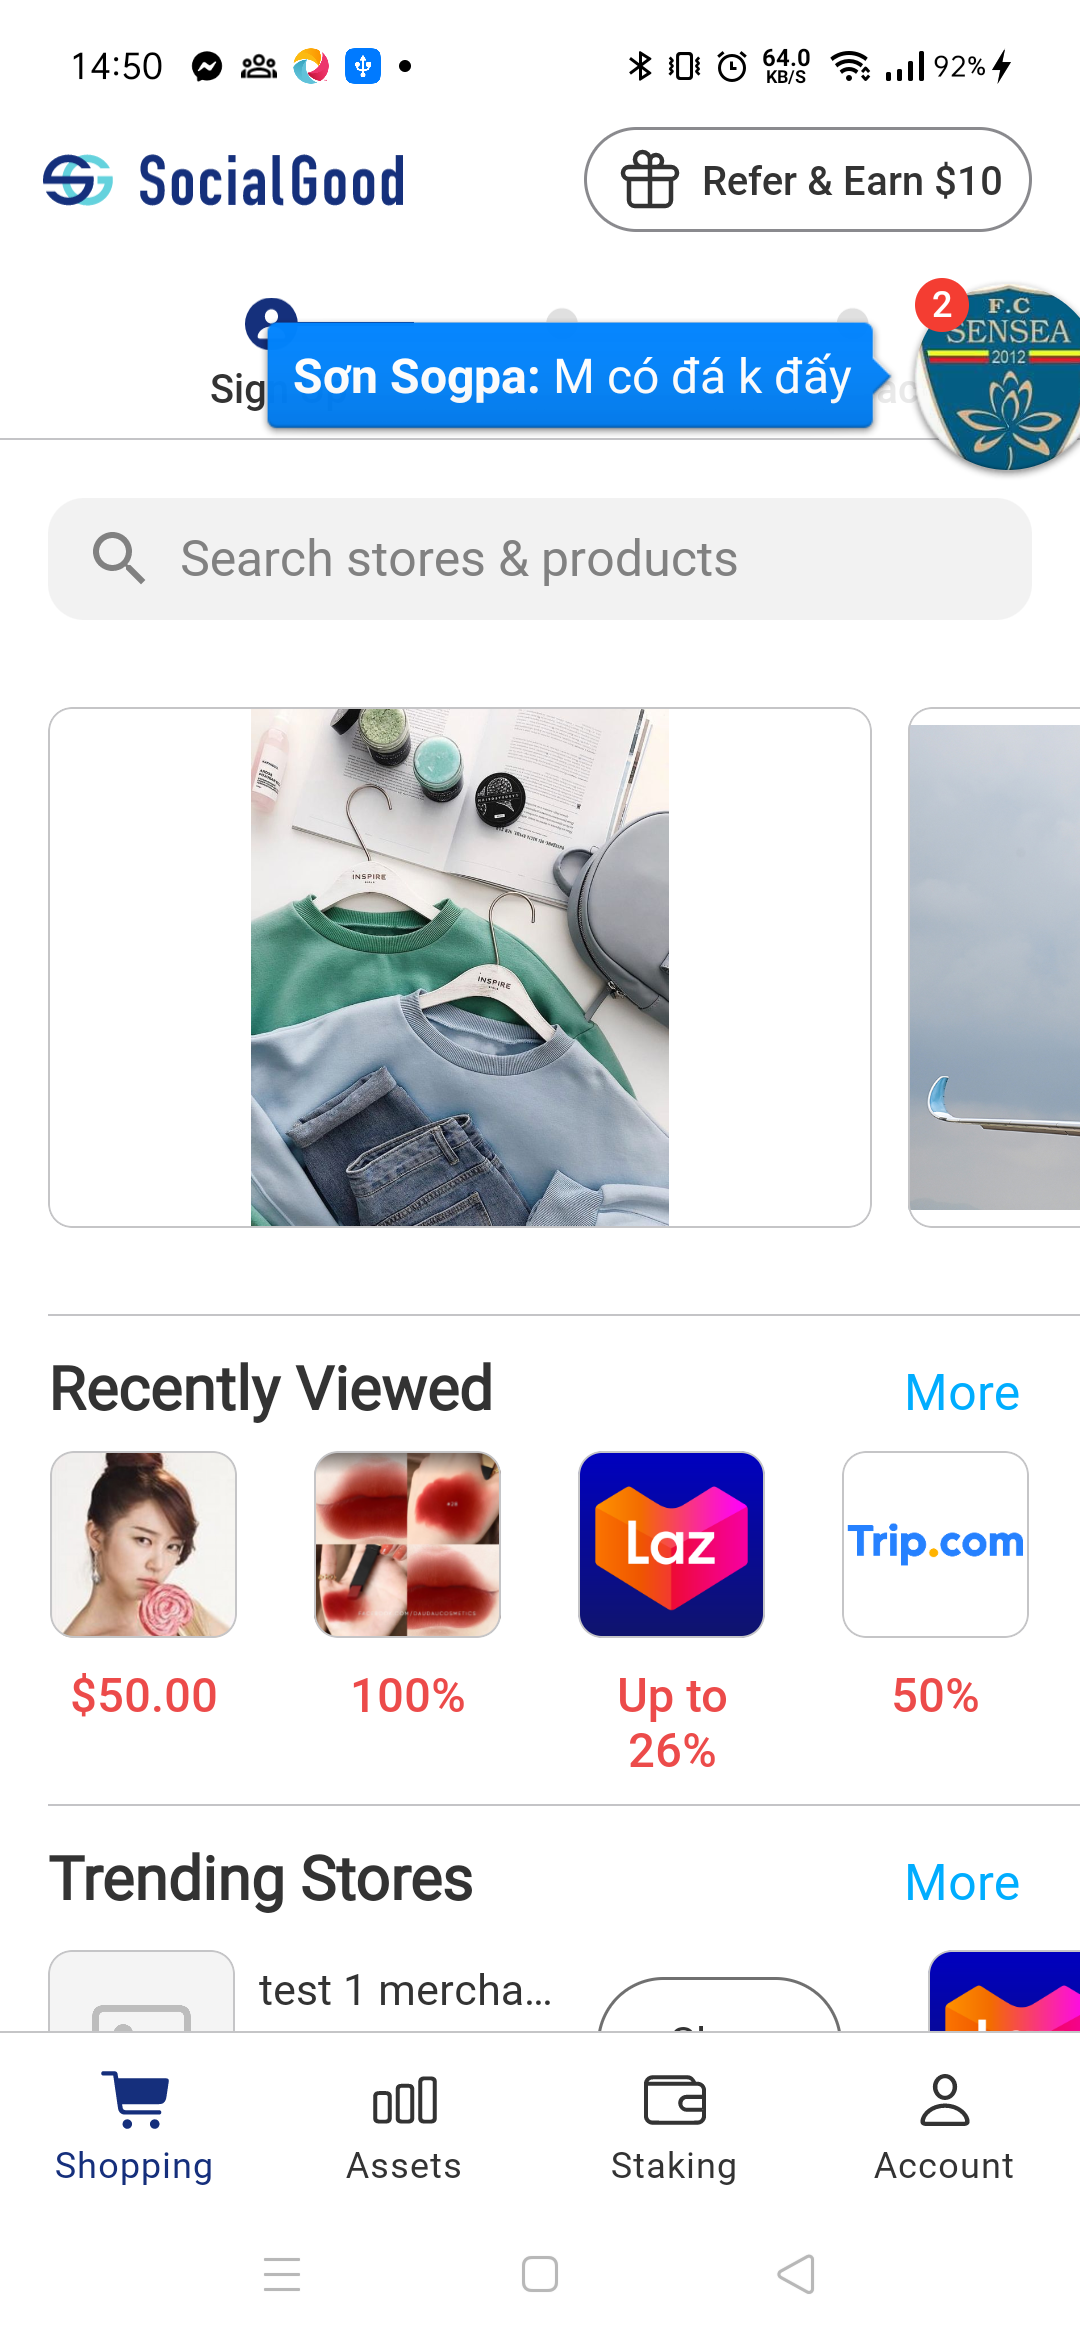 14:50
64.0
KB/S
92%
SocialGood
Refer & Earn $10
2
F.C
SENSEA
2012
Sơn Sogpa: M có đá k đấy
Search stores & products
INSPIRE
INSPIRE
Recently Viewed
More
Laz
Trip.com
$50.00
100%
Up to
26%
50%
Trending Stores
More
test 1 mercha...
Shopping
Assets
Staking
Account